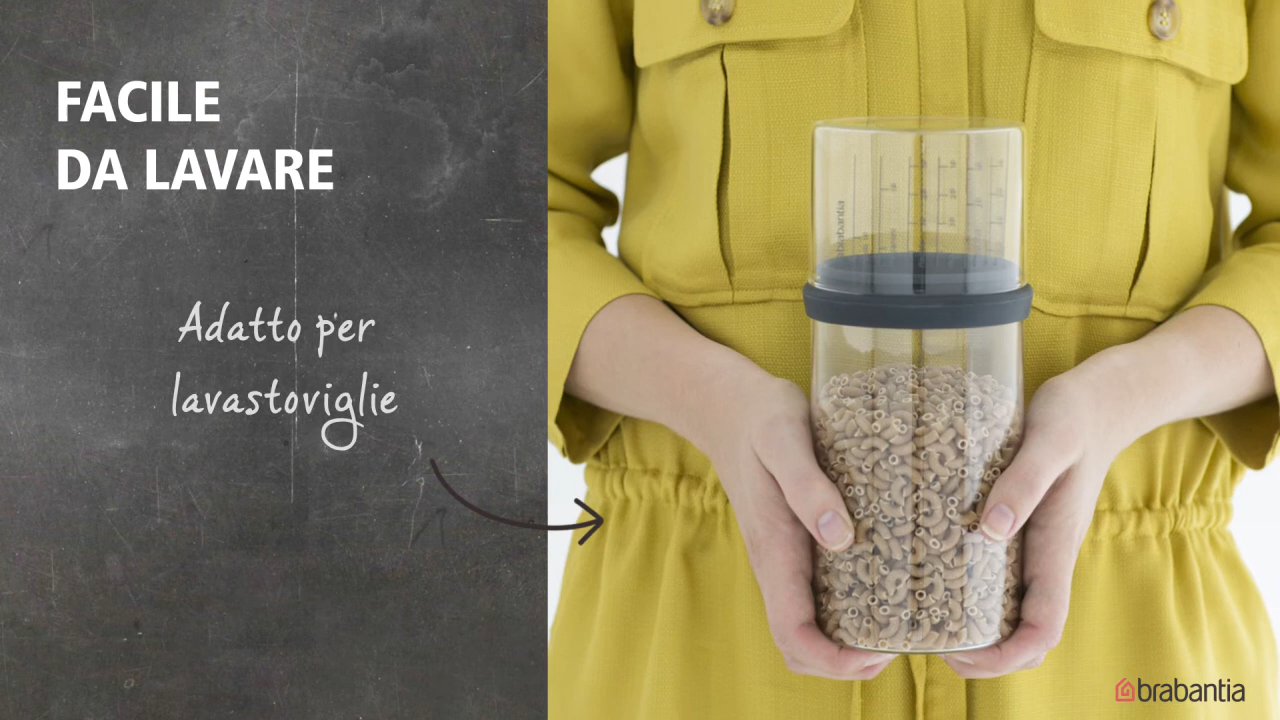 FACILE
DA LAVARE
Adatto per
lavastoviglie
brabantia
brabantia